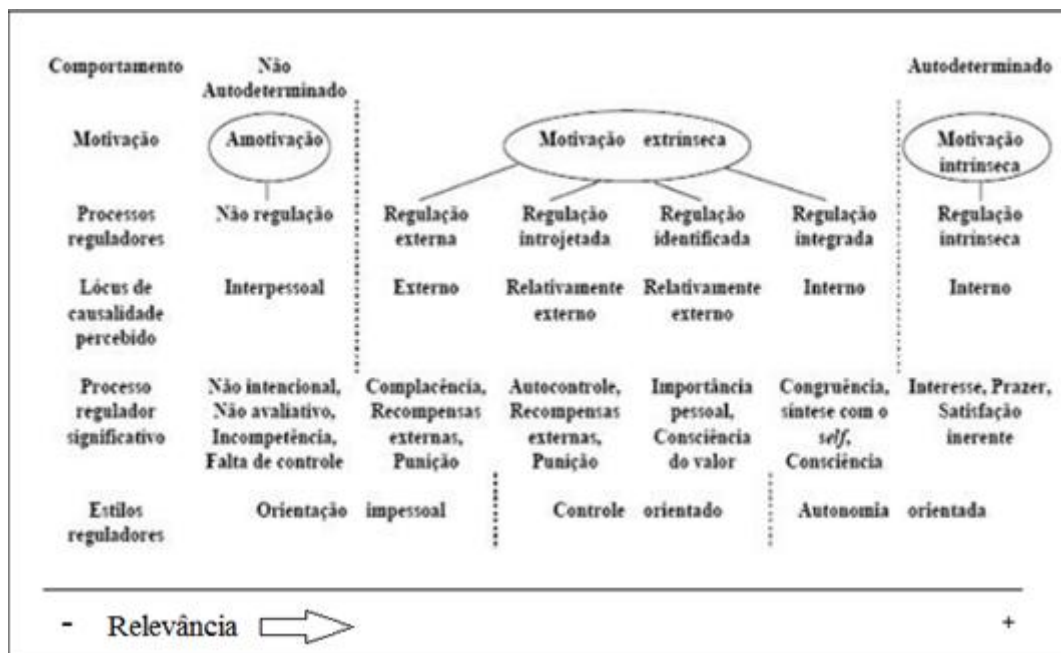 Comportamento
Não
Autodeterminado
Autodeterminado
Motivação
Amotivação
Motivação extrínseca
Motivação
intrínseca
Processos
reguladores
Não regulação
Regulação
externa
Regulação
introjetada
Regulação
identificada
Regulação
integrada
Regulação
intrínseca
Lócus de
causalidade
percebido
Interpessoal
Externo
Relativamente
externo
Relativamente
externo
Interno
Interno
Processo
regulador
significativo
Não intencional,
Não avaliativo,
Incompetência,
Falta de controle
Complacência,
Recompensas
externas,
Punição
Autocontrole,
Recompensas
externas,
Punição
Importância
pessoal,
Consciência
do valor
Congruência,
síntese com o
self,
Consciência
Interesse, Prazer,
Satisfação
inerente
Estilos
reguladores
Orientação impessoal
Controle orientado
Autonomia orientada
- Relevância +